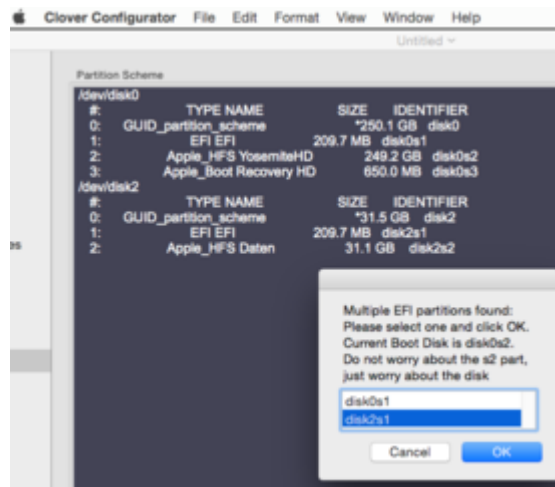 Clover Configurator File Edit Format View Window Help
Untitled
Partition Scheme
/dev/disk0
#: TYPE NAME SIZE IDENTIFIER
0: GUID_partition_scheme *250.1 GB disk0
1: EFI EFI 209.7 MB disk0s1
2: Apple_HFS YosemiteHD 249.2 GB disk0s2
3: Apple_Boot Recovery HD 650.0 MB disk0s3
/dev/disk2
#: TYPE NAME SIZE IDENTIFIER
0: GUID_partition_scheme *31.5 GB disk2
1: EFI EFI 209.7 MB disk2s1
2: Apple_HFS Daten 31.1 GB disk2s2
es
Multiple EFI partitions found:
Please select one and click OK.
Current Boot Disk is disk0s2.
Do not worry about the s2 part,
just worry about the disk
disk0s1
disk2s1
Cancel OK